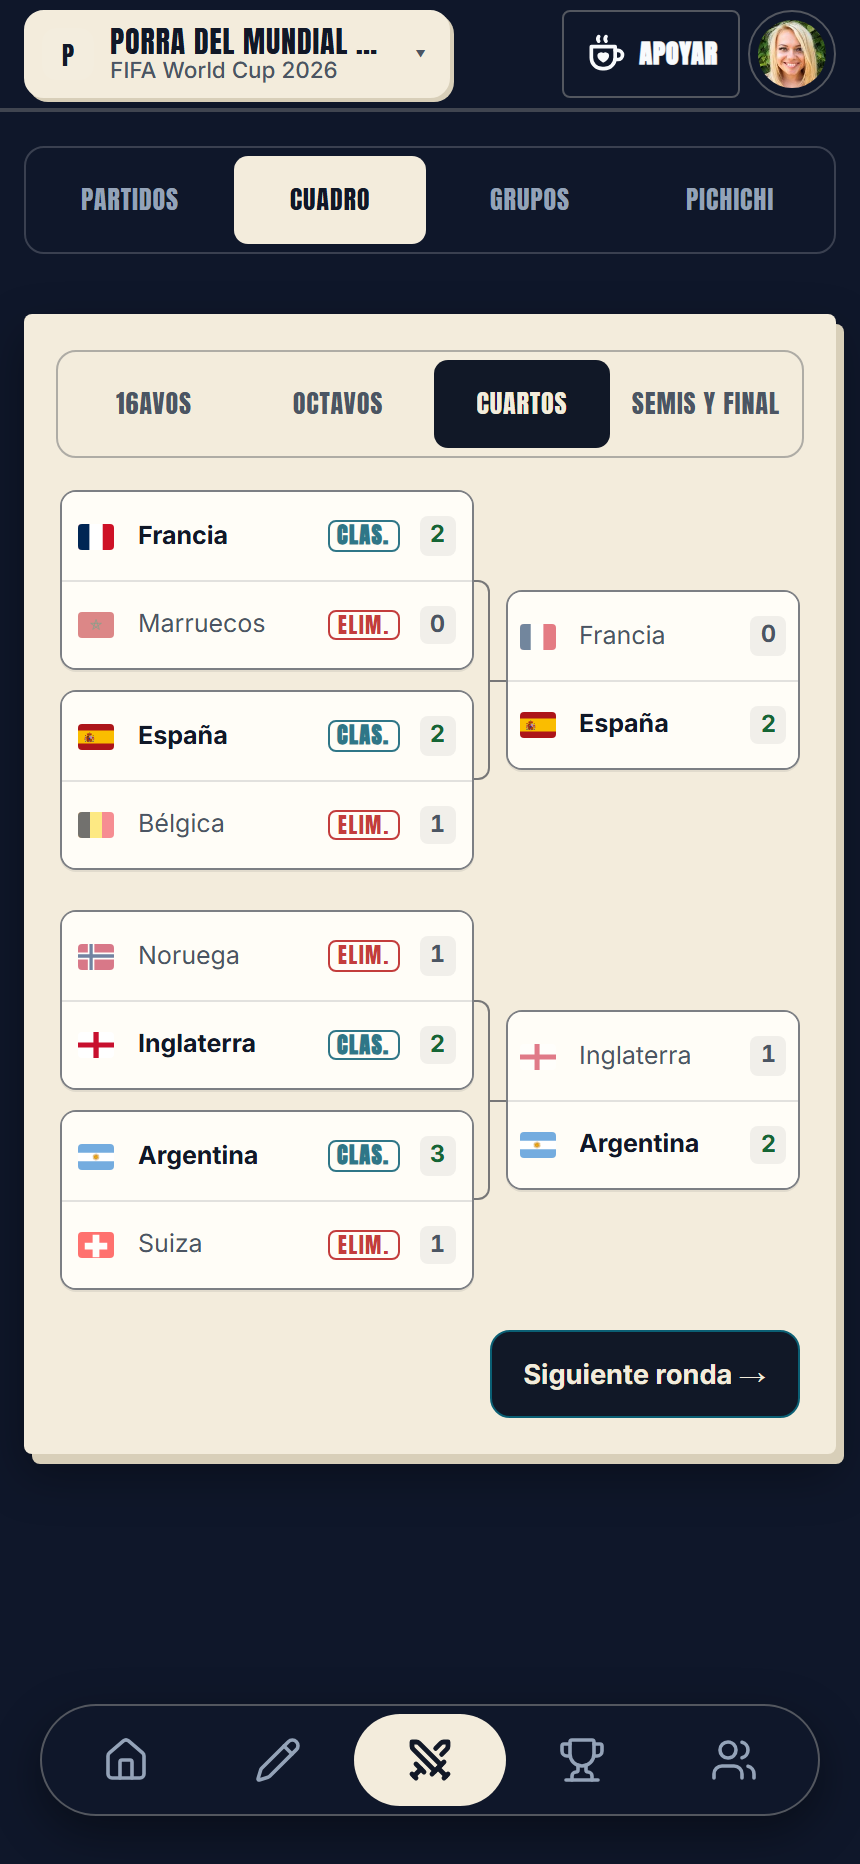 P
PORRA DEL MUNDIAL ...
FIFA World Cup 2026
APOYAR
PARTIDOS
CUADRO
GRUPOS
PICHICHI
16AVOS
OCTAVOS
CUARTOS
SEMIS Y FINAL
Francia CLAS. 2
Marruecos ELIM. 0
España CLAS. 2
Bélgica ELIM. 1
Francia 0
España 2
Noruega ELIM. 1
Inglaterra CLAS. 2
Argentina CLAS. 3
Suiza ELIM. 1
Inglaterra 1
Argentina 2
Siguiente ronda →